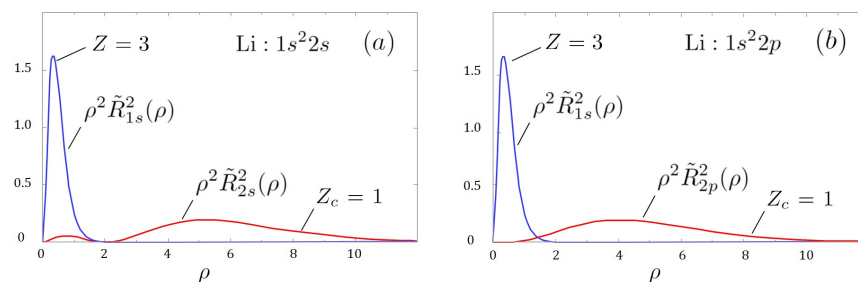 Z = 3
Li : 1s²2s
(a)
1.5
ρ²R̃²₁ₛ(ρ)
1.0
0.5
ρ²R̃²₂ₛ(ρ)
Z_c = 1
0
0 2 4 6 8 10
ρ
Z = 3
Li : 1s²2p
(b)
1.5
ρ²R̃²₁ₛ(ρ)
1.0
0.5
ρ²R̃²₂ₚ(ρ)
Z_c = 1
0
0 2 4 6 8 10
ρ